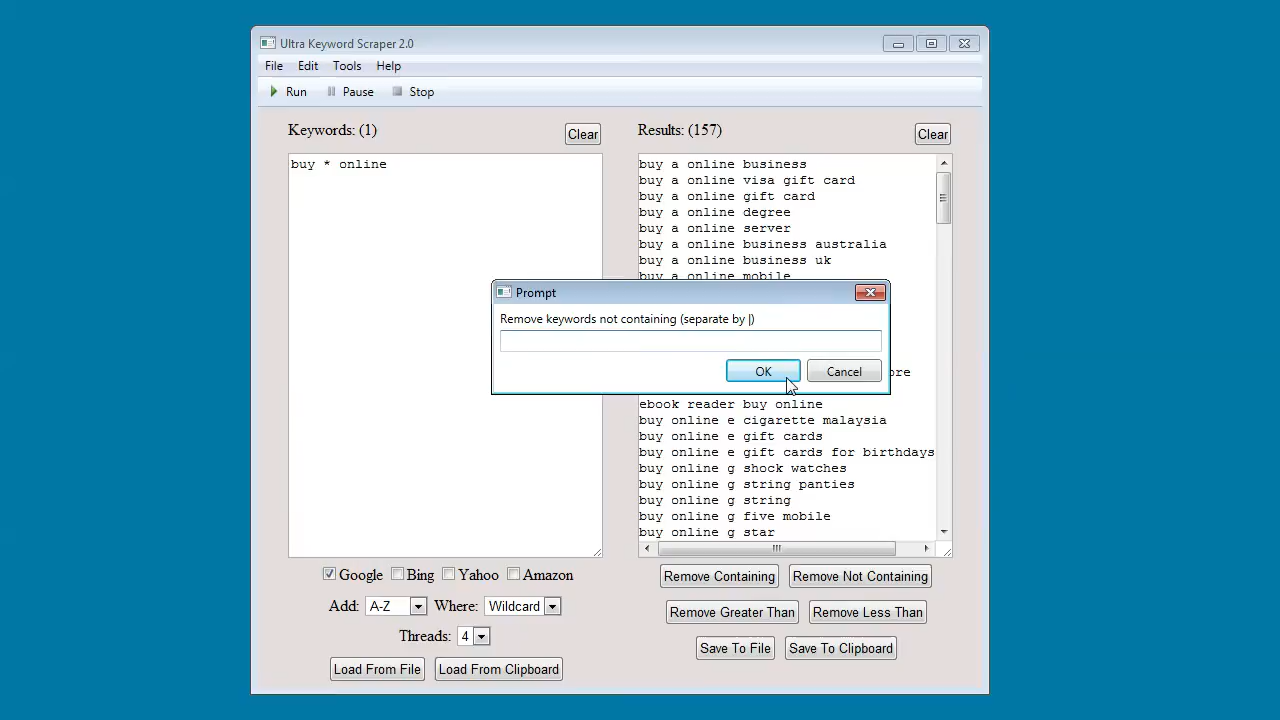 Ultra Keyword Scraper 2.0
File Edit Tools Help
Run Pause Stop
Keywords: (1)
Clear
buy * online
Results: (157)
Clear
buy a online business
buy a online visa gift card
buy a online gift card
buy a online degree
buy a online server
buy a online business australia
buy a online business uk
buy a online mobile
Prompt
Remove keywords not containing (separate by |)
OK
Cancel
ore
ebook reader buy online
buy online e cigarette malaysia
buy online e gift cards
buy online e gift cards for birthdays
buy online g shock watches
buy online g string panties
buy online g string
buy online g five mobile
buy online g star
Google Bing Yahoo Amazon
Add: A-Z Where: Wildcard
Threads: 4
Load From File Load From Clipboard
Remove Containing Remove Not Containing
Remove Greater Than Remove Less Than
Save To File Save To Clipboard